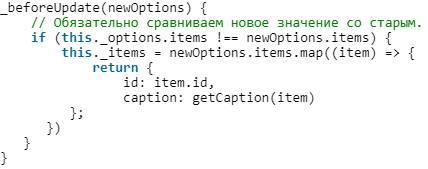 _beforeUpdate(newOptions) {
    // Обязательно сравниваем новое значение со старым.
    if (this._options.items !== newOptions.items) {
        this._items = newOptions.items.map((item) => {
            return {
                id: item.id,
                caption: getCaption(item)
         };
      })
   }
}